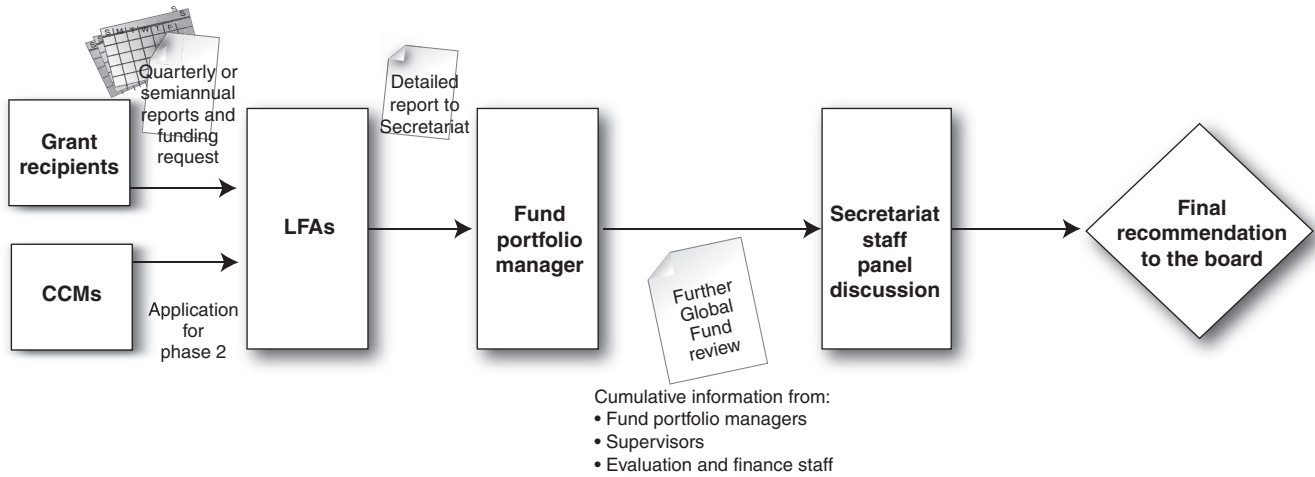 S
S
S M T W T F
S
S
Quarterly or
semiannual
reports and
funding
request
Grant
recipients
CCMs
Application
for
phase 2
LFAs
Detailed
report to
Secretariat
Fund
portfolio
manager
Further
Global
Fund
review
Cumulative information from:
• Fund portfolio managers
• Supervisors
• Evaluation and finance staff
Secretariat
staff
panel
discussion
Final
recommendation
to the board